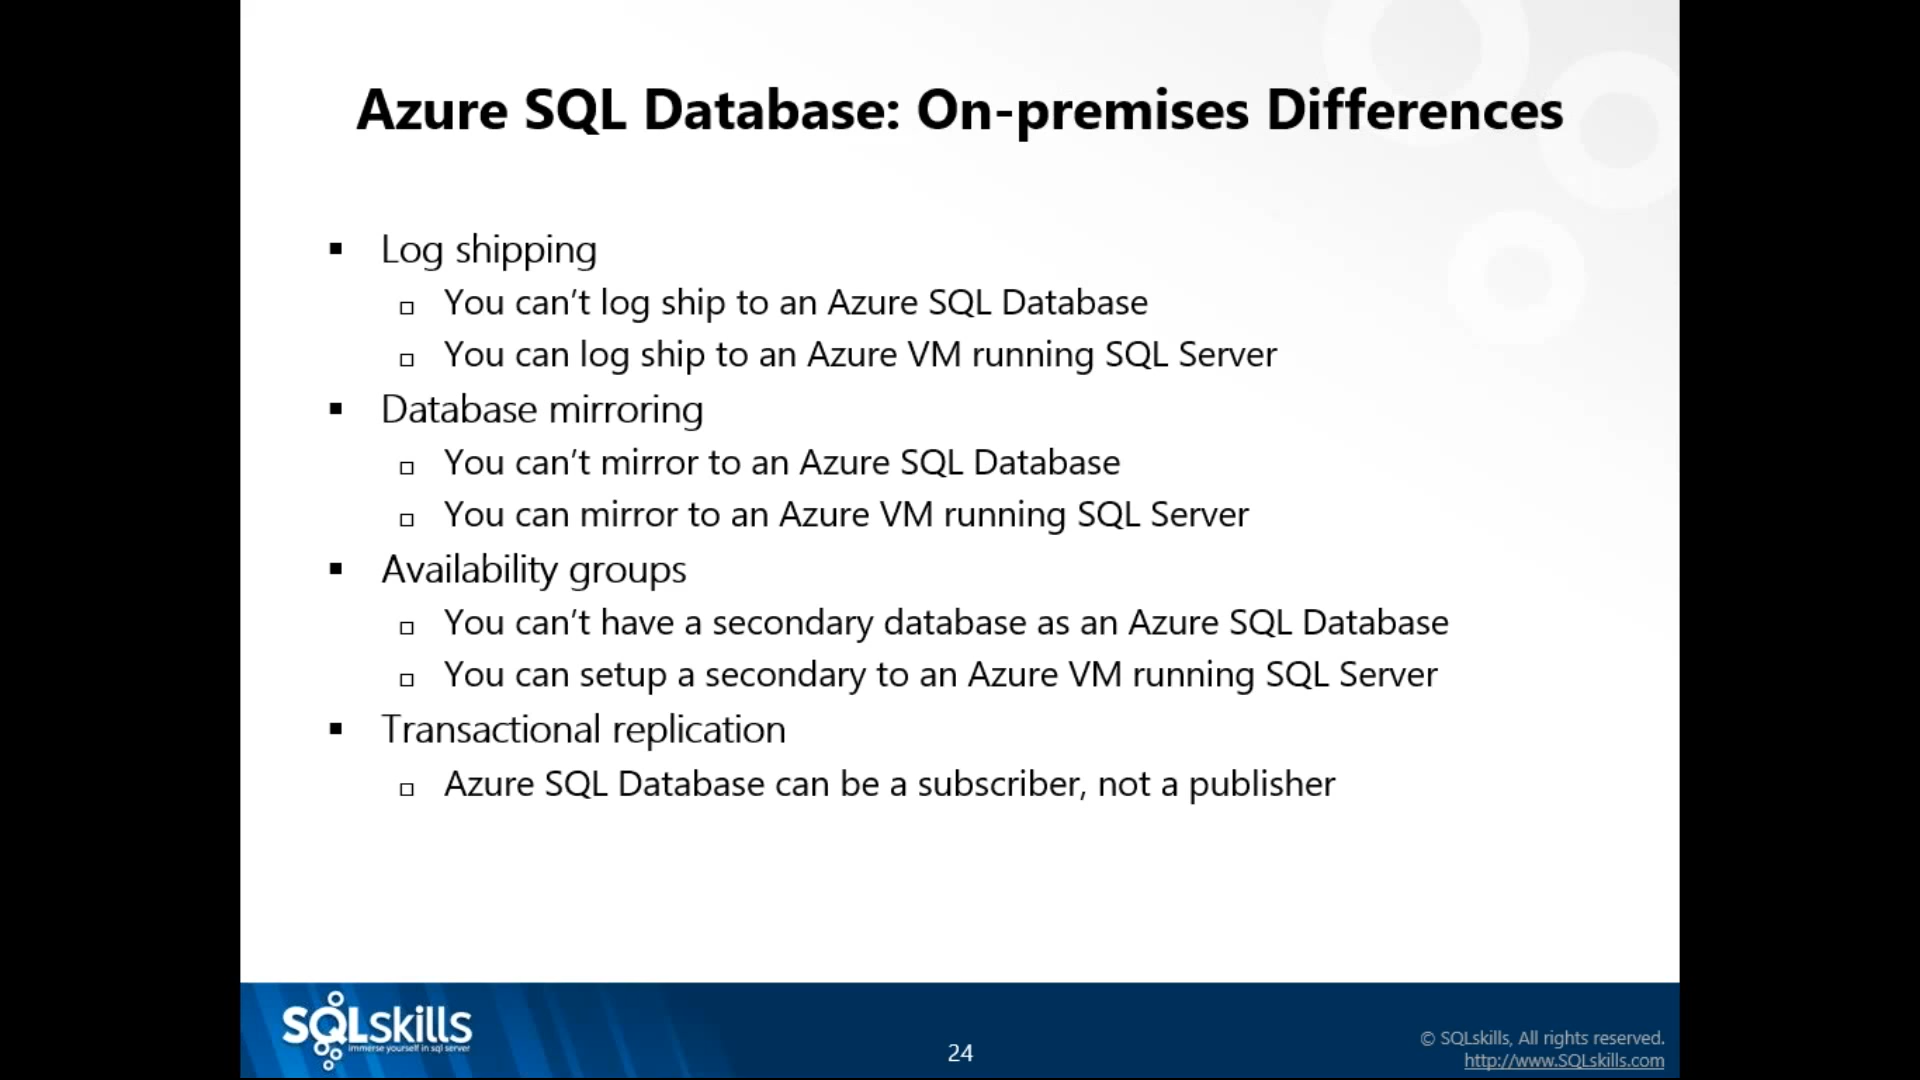 Azure SQL Database: On-premises Differences
▪ Log shipping
▫ You can’t log ship to an Azure SQL Database
▫ You can log ship to an Azure VM running SQL Server
▪ Database mirroring
▫ You can’t mirror to an Azure SQL Database
▫ You can mirror to an Azure VM running SQL Server
▪ Availability groups
▫ You can’t have a secondary database as an Azure SQL Database
▫ You can setup a secondary to an Azure VM running SQL Server
▪ Transactional replication
▫ Azure SQL Database can be a subscriber, not a publisher
SQLskills
immerse yourself in sql server
24
© SQLskills, All rights reserved.
http://www.SQLskills.com